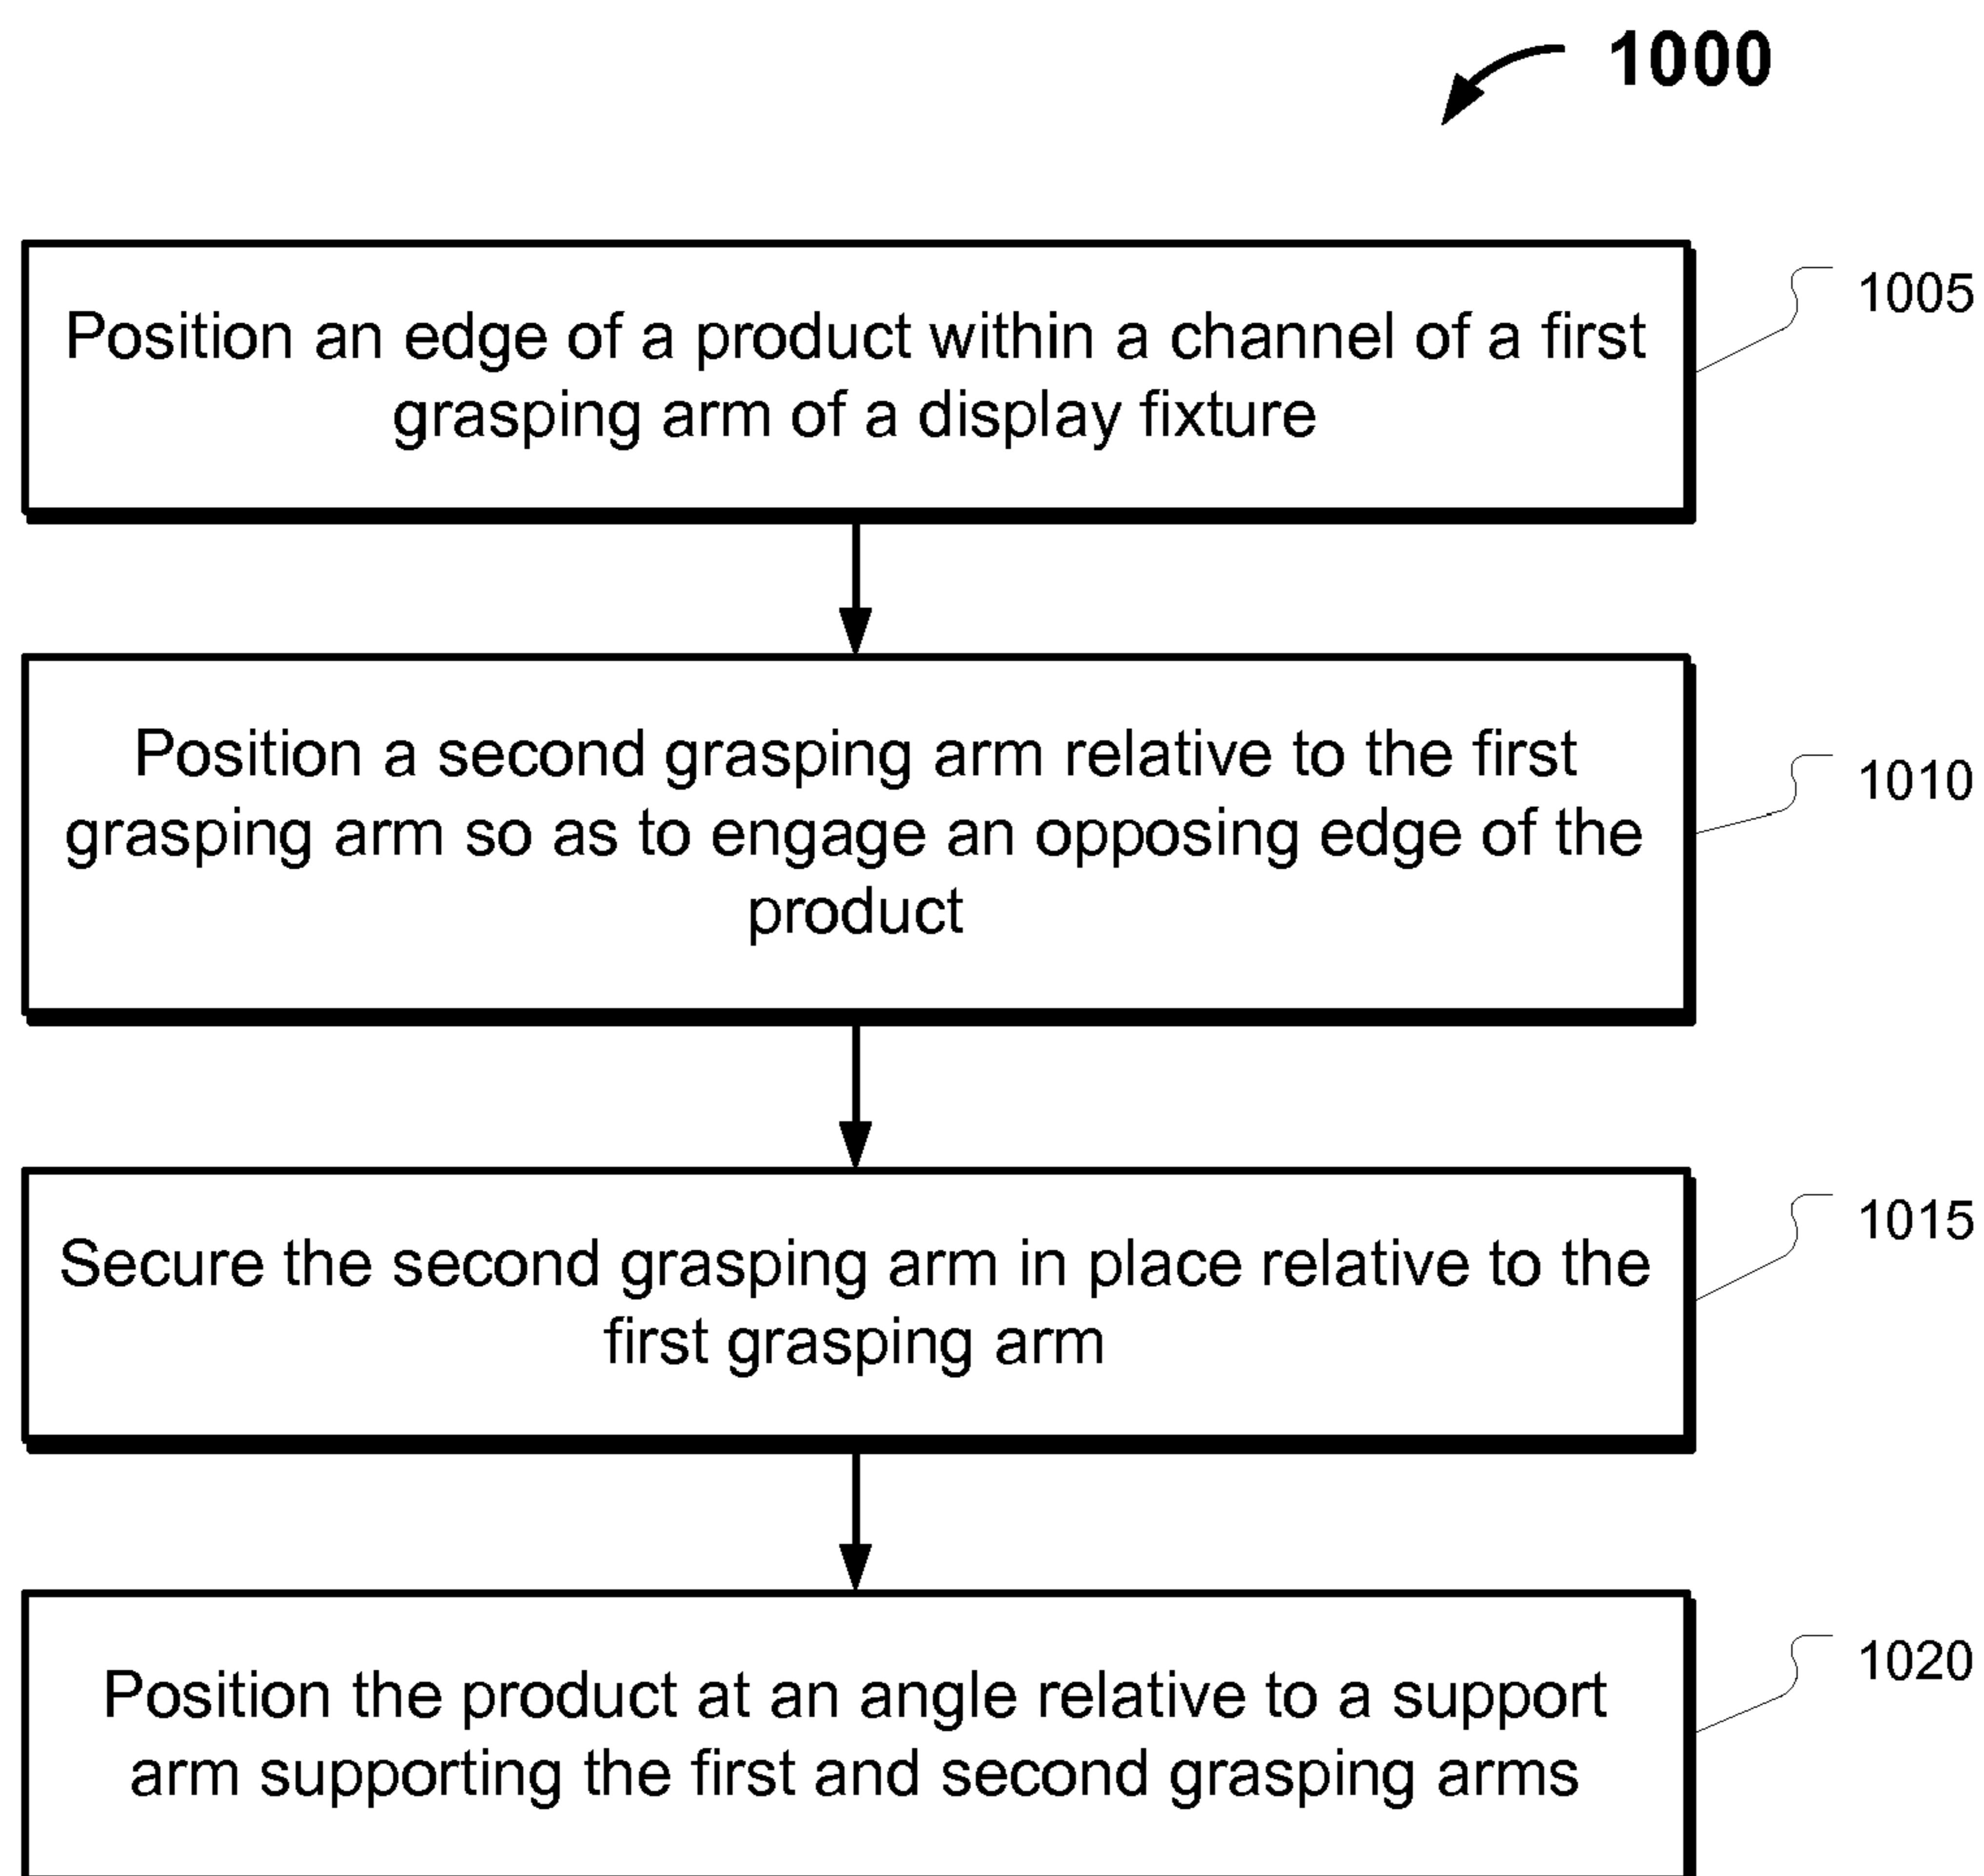 1000
Position an edge of a product within a channel of a first
grasping arm of a display fixture
1005
Position a second grasping arm relative to the first
grasping arm so as to engage an opposing edge of the
product
1010
Secure the second grasping arm in place relative to the
first grasping arm
1015
Position the product at an angle relative to a support
arm supporting the first and second grasping arms
1020